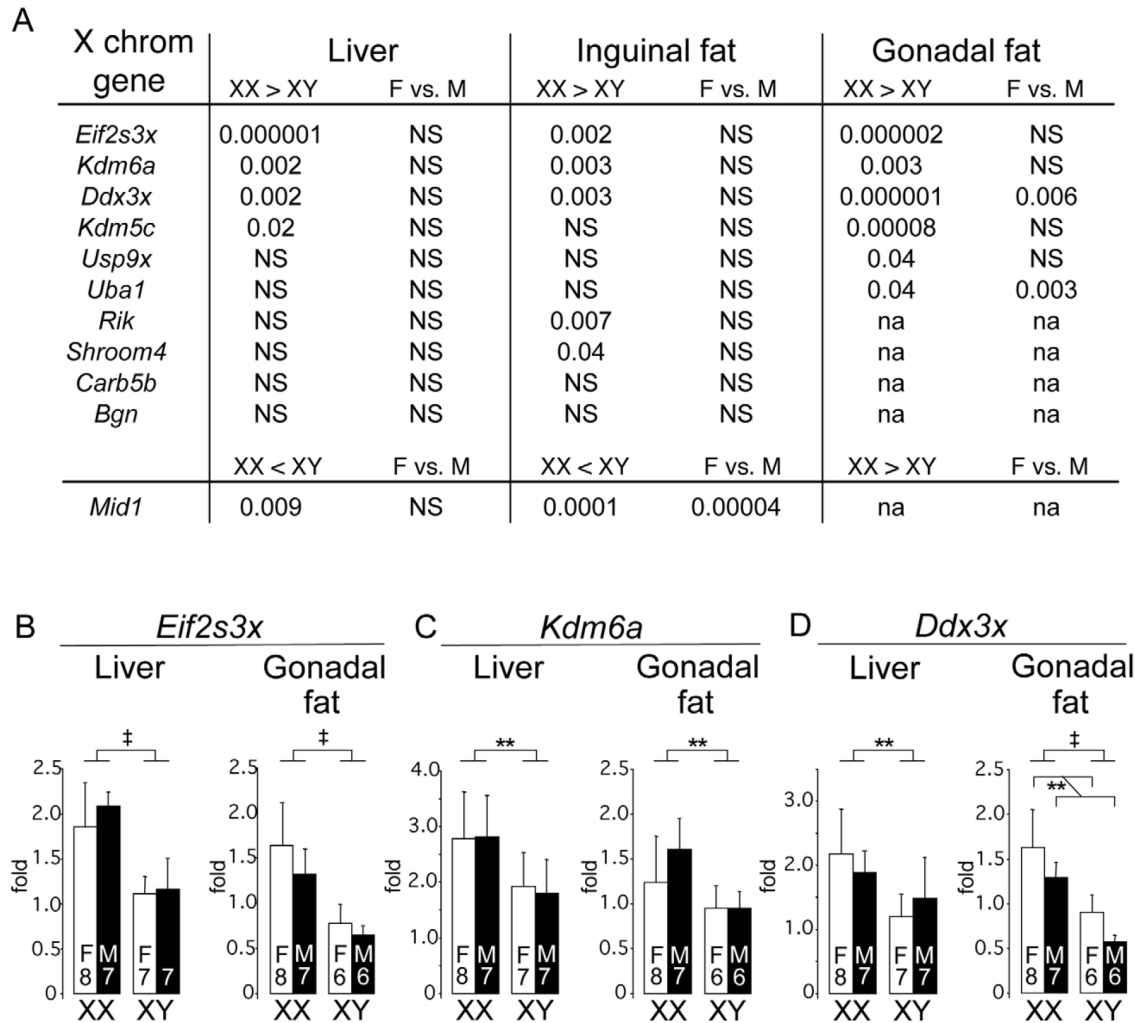 A
X chrom gene Liver Inguinal fat Gonadal fat
XX > XY F vs. M XX > XY F vs. M XX > XY F vs. M
Eif2s3x 0.000001 NS 0.002 NS 0.000002 NS
Kdm6a 0.002 NS 0.003 NS 0.003 NS
Ddx3x 0.002 NS 0.003 NS 0.000001 0.006
Kdm5c 0.02 NS NS NS 0.00008 NS
Usp9x NS NS NS NS 0.04 NS
Uba1 NS NS NS NS 0.04 0.003
Rik NS NS 0.007 NS na na
Shroom4 NS NS 0.04 NS na na
Carb5b NS NS NS NS na na
Bgn NS NS NS NS na na
XX < XY F vs. M XX < XY F vs. M XX > XY F vs. M
Mid1 0.009 NS 0.0001 0.00004 na na
B Eif2s3x
Liver
‡
fold
2.5
2.0
1.5
1.0
0.5
0
F M F
8 7 7 7
XX XY
Gonadal
fat
‡
2.5
2.0
1.5
1.0
0.5
0
F M F M
8 7 6 6
XX XY
C Kdm6a
Liver
**
fold
4.0
3.0
2.0
1.0
0
F M F M
8 7 7 7
XX XY
Gonadal
fat
**
2.5
2.0
1.5
1.0
0.5
0
F M F M
8 7 6 6
XX XY
D Ddx3x
Liver
**
fold
3.0
2.0
1.0
0
F M F M
8 7 7 7
XX XY
Gonadal
fat
‡
**
2.5
2.0
1.5
1.0
0.5
0
F M F M
8 7 6 6
XX XY